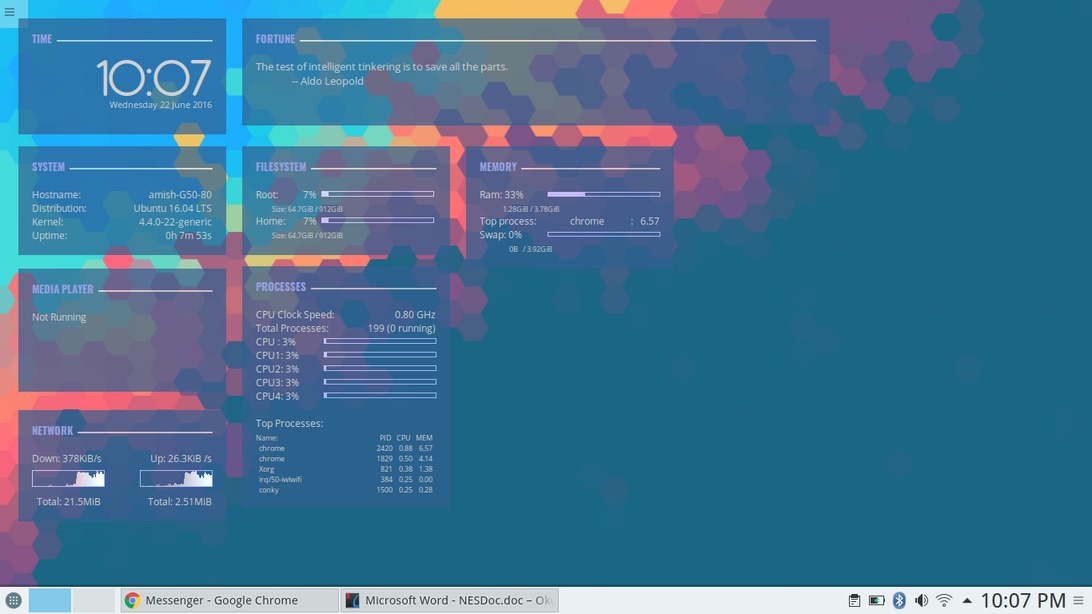 TIME
10:07
Wednesday 22 June 2016
FORTUNE
The test of intelligent tinkering is to save all the parts.
-- Aldo Leopold
SYSTEM
Hostname: amish-G50-80
Distribution: Ubuntu 16.04 LTS
Kernel: 4.4.0-22-generic
Uptime: 0h 7m 53s
FILESYSTEM
Root: 7%
Size: 64.7GiB / 912GiB
Home: 7%
Size: 64.7GiB / 912GiB
MEMORY
Ram: 33%
1.28GiB / 3.78GiB
Top process: chrome : 6.57
Swap: 0%
0B / 3.92GiB
MEDIA PLAYER
Not Running
PROCESSES
CPU Clock Speed: 0.80 GHz
Total Processes: 199 (0 running)
CPU : 3%
CPU1: 3%
CPU2: 3%
CPU3: 3%
CPU4: 3%
Top Processes:
Name: PID CPU MEM
chrome 2420 0.88 6.57
chrome 1829 0.50 4.14
Xorg 821 0.38 1.38
irq/50-iwlwifi 384 0.25 0.00
conky 1500 0.25 0.28
NETWORK
Down: 378KiB/s Up: 26.3KiB /s
Total: 21.5MiB Total: 2.51MiB
Messenger - Google Chrome
Microsoft Word - NESDoc.doc – Ok
10:07 PM